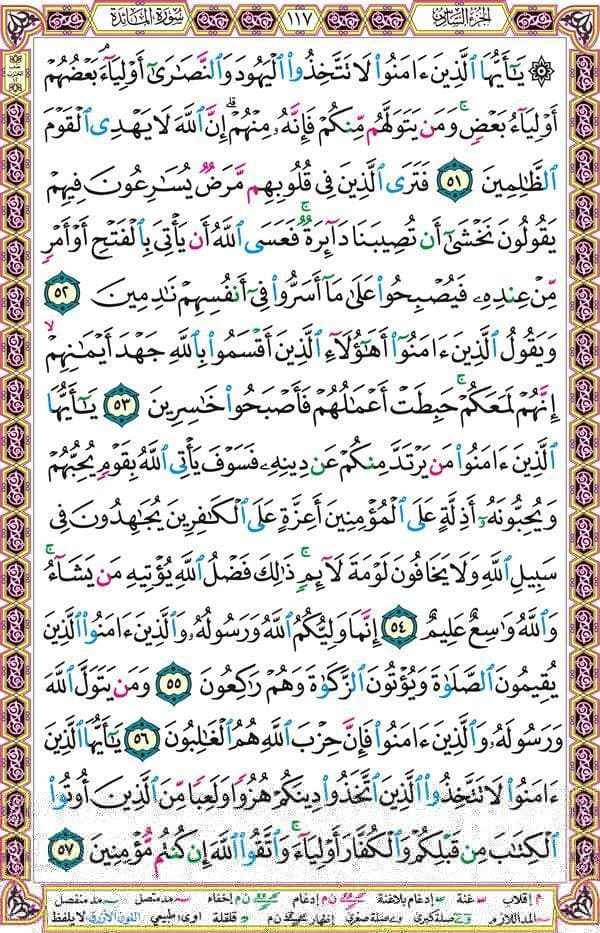 الجزء السادس
١١٧
سورة المائدة
۞ يَٰٓأَيُّهَا ٱلَّذِينَ ءَامَنُوا۟ لَا تَتَّخِذُوا۟ ٱلْيَهُودَ وَٱلنَّصَٰرَىٰٓ أَوْلِيَآءَ ۘ بَعْضُهُمْ
أَوْلِيَآءُ بَعْضٍ ۚ وَمَن يَتَوَلَّهُم مِّنكُمْ فَإِنَّهُۥ مِنْهُمْ ۗ إِنَّ ٱللَّهَ لَا يَهْدِى ٱلْقَوْمَ
ٱلظَّٰلِمِينَ ٥١ فَتَرَى ٱلَّذِينَ فِى قُلُوبِهِم مَّرَضٌ يُسَٰرِعُونَ فِيهِمْ
يَقُولُونَ نَخْشَىٰٓ أَن تُصِيبَنَا دَآئِرَةٌ ۚ فَعَسَى ٱللَّهُ أَن يَأْتِىَ بِٱلْفَتْحِ أَوْ أَمْرٍ
مِّنْ عِندِهِۦ فَيُصْبِحُوا۟ عَلَىٰ مَآ أَسَرُّوا۟ فِىٓ أَنفُسِهِمْ نَٰدِمِينَ ٥٢
وَيَقُولُ ٱلَّذِينَ ءَامَنُوٓا۟ أَهَٰٓؤُلَآءِ ٱلَّذِينَ أَقْسَمُوا۟ بِٱللَّهِ جَهْدَ أَيْمَٰنِهِمْ ۙ
إِنَّهُمْ لَمَعَكُمْ ۚ حَبِطَتْ أَعْمَٰلُهُمْ فَأَصْبَحُوا۟ خَٰسِرِينَ ٥٣ يَٰٓأَيُّهَا
ٱلَّذِينَ ءَامَنُوا۟ مَن يَرْتَدَّ مِنكُمْ عَن دِينِهِۦ فَسَوْفَ يَأْتِى ٱللَّهُ بِقَوْمٍ يُحِبُّهُمْ
وَيُحِبُّونَهُۥٓ أَذِلَّةٍ عَلَى ٱلْمُؤْمِنِينَ أَعِزَّةٍ عَلَى ٱلْكَٰفِرِينَ يُجَٰهِدُونَ فِى
سَبِيلِ ٱللَّهِ وَلَا يَخَافُونَ لَوْمَةَ لَآئِمٍ ۚ ذَٰلِكَ فَضْلُ ٱللَّهِ يُؤْتِيهِ مَن يَشَآءُ ۚ
وَٱللَّهُ وَٰسِعٌ عَلِيمٌ ٥٤ إِنَّمَا وَلِيُّكُمُ ٱللَّهُ وَرَسُولُهُۥ وَٱلَّذِينَ ءَامَنُوا۟ ٱلَّذِينَ
يُقِيمُونَ ٱلصَّلَوٰةَ وَيُؤْتُونَ ٱلزَّكَوٰةَ وَهُمْ رَٰكِعُونَ ٥٥ وَمَن يَتَوَلَّ ٱللَّهَ
وَرَسُولَهُۥ وَٱلَّذِينَ ءَامَنُوا۟ فَإِنَّ حِزْبَ ٱللَّهِ هُمُ ٱلْغَٰلِبُونَ ٥٦ يَٰٓأَيُّهَا ٱلَّذِينَ
ءَامَنُوا۟ لَا تَتَّخِذُوا۟ ٱلَّذِينَ ٱتَّخَذُوا۟ دِينَكُمْ هُزُوًا وَلَعِبًا مِّنَ ٱلَّذِينَ أُوتُوا۟
ٱلْكِتَٰبَ مِن قَبْلِكُمْ وَٱلْكُفَّارَ أَوْلِيَآءَ ۚ وَٱتَّقُوا۟ ٱللَّهَ إِن كُنتُم مُّؤْمِنِينَ ٥٧
إقلاب غنة إدغام بلاغنة إدغام إخفاء مد متصل مد منفصل
المد اللازم صلة كبرى صلة صغرى إظهار قلقلة اللون الأزرق لا يلفظ